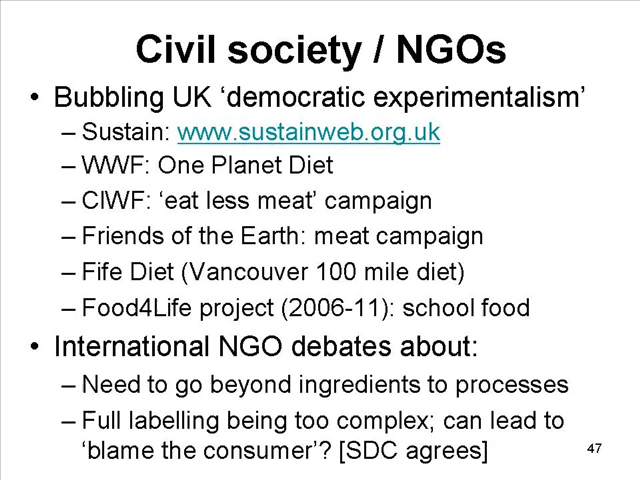 Civil society / NGOs
• Bubbling UK ‘democratic experimentalism’
– Sustain: www.sustainweb.org.uk
– WWF: One Planet Diet
– CIWF: ‘eat less meat’ campaign
– Friends of the Earth: meat campaign
– Fife Diet (Vancouver 100 mile diet)
– Food4Life project (2006-11): school food
• International NGO debates about:
– Need to go beyond ingredients to processes
– Full labelling being too complex; can lead to
‘blame the consumer’? [SDC agrees]
47